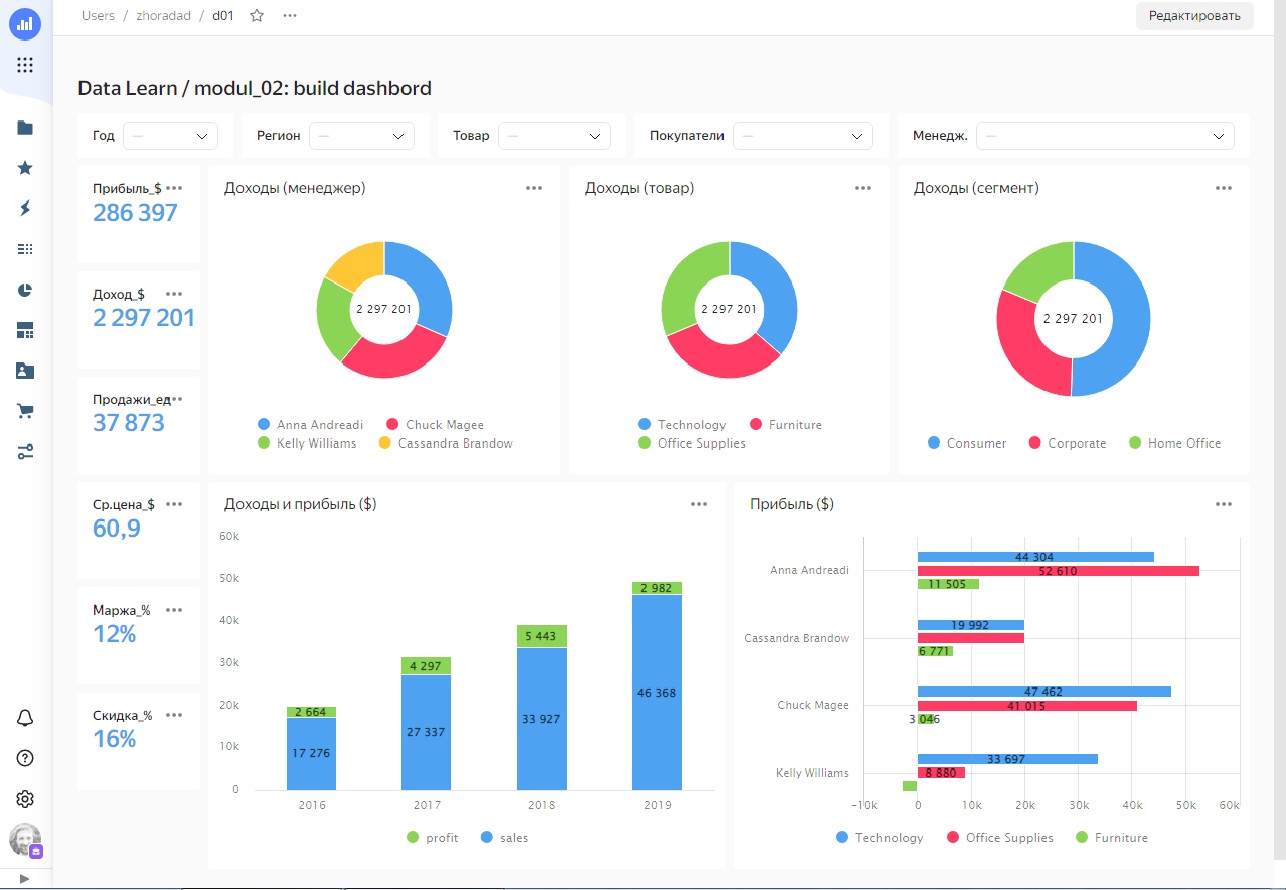 Users / zhoradad / d01
Редактировать
Data Learn / modul_02: build dashbord
Год —
Регион —
Товар —
Покупатели —
Менедж. —
Прибыль_$
286 397
Доход_$
2 297 201
Продажи_ед
37 873
Ср.цена_$
60,9
Маржа_%
12%
Скидка_%
16%
Доходы (менеджер)
2 297 201
Anna Andreadi
Chuck Magee
Kelly Williams
Cassandra Brandow
Доходы (товар)
2 297 201
Technology
Furniture
Office Supplies
Доходы (сегмент)
2 297 201
Consumer
Corporate
Home Office
Доходы и прибыль ($)
60k
50k
40k
30k
20k
10k
0
2 664
17 276
4 297
27 337
5 443
33 927
2 982
46 368
2016
2017
2018
2019
profit
sales
Прибыль ($)
Anna Andreadi
44 304
52 610
11 505
Cassandra Brandow
19 992
6 771
Chuck Magee
47 462
41 015
3 046
Kelly Williams
33 697
8 880
-10k
0
10k
20k
30k
40k
50k
60k
Technology
Office Supplies
Furniture